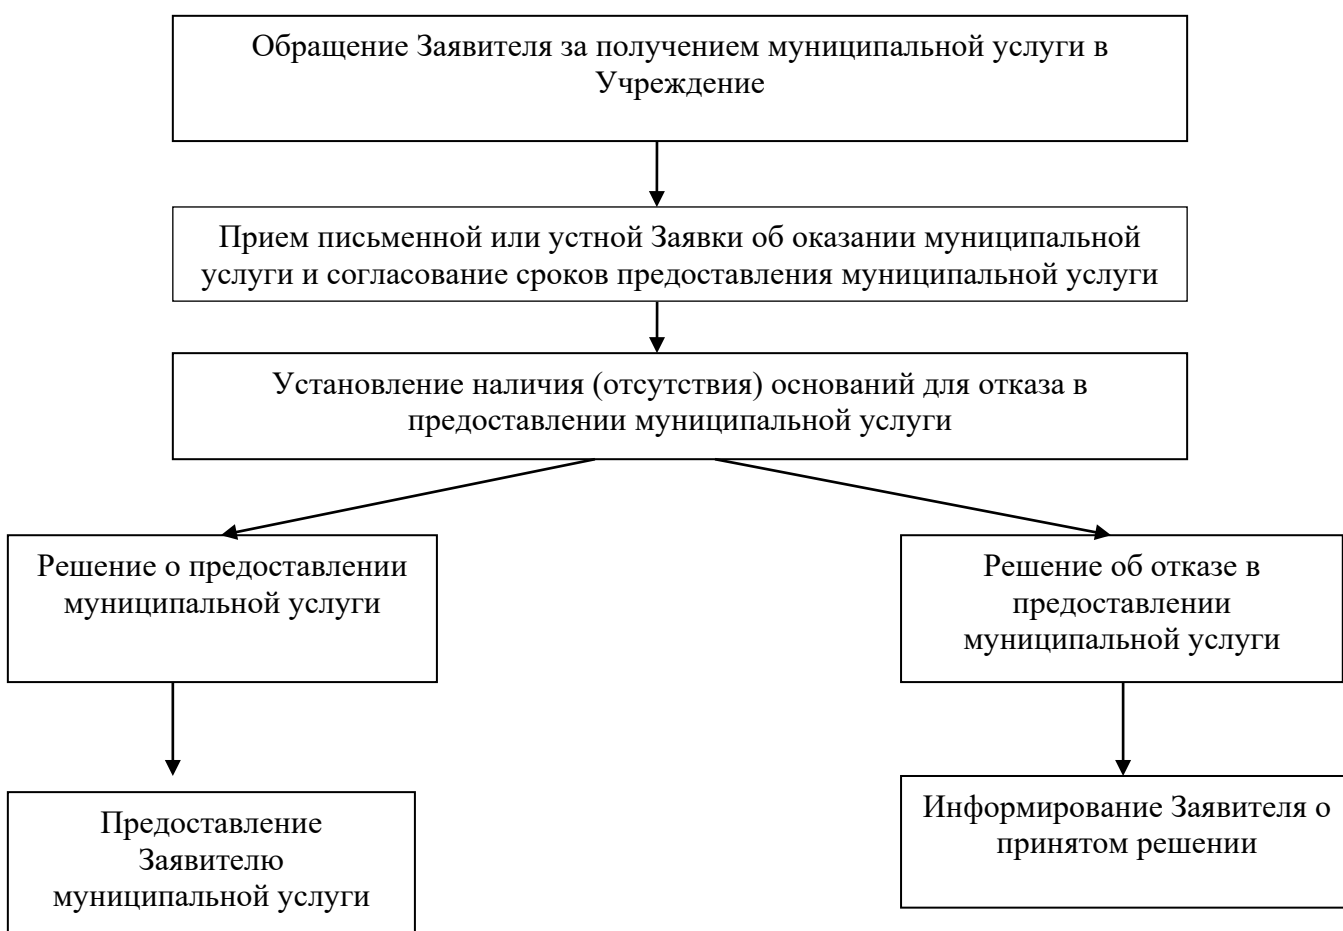 Обращение Заявителя за получением муниципальной услуги в
Учреждение
Прием письменной или устной Заявки об оказании муниципальной
услуги и согласование сроков предоставления муниципальной услуги
Установление наличия (отсутствия) оснований для отказа в
предоставлении муниципальной услуги
Решение о предоставлении
муниципальной услуги
Решение об отказе в
предоставлении
муниципальной услуги
Предоставление
Заявителю
муниципальной услуги
Информирование Заявителя о
принятом решении